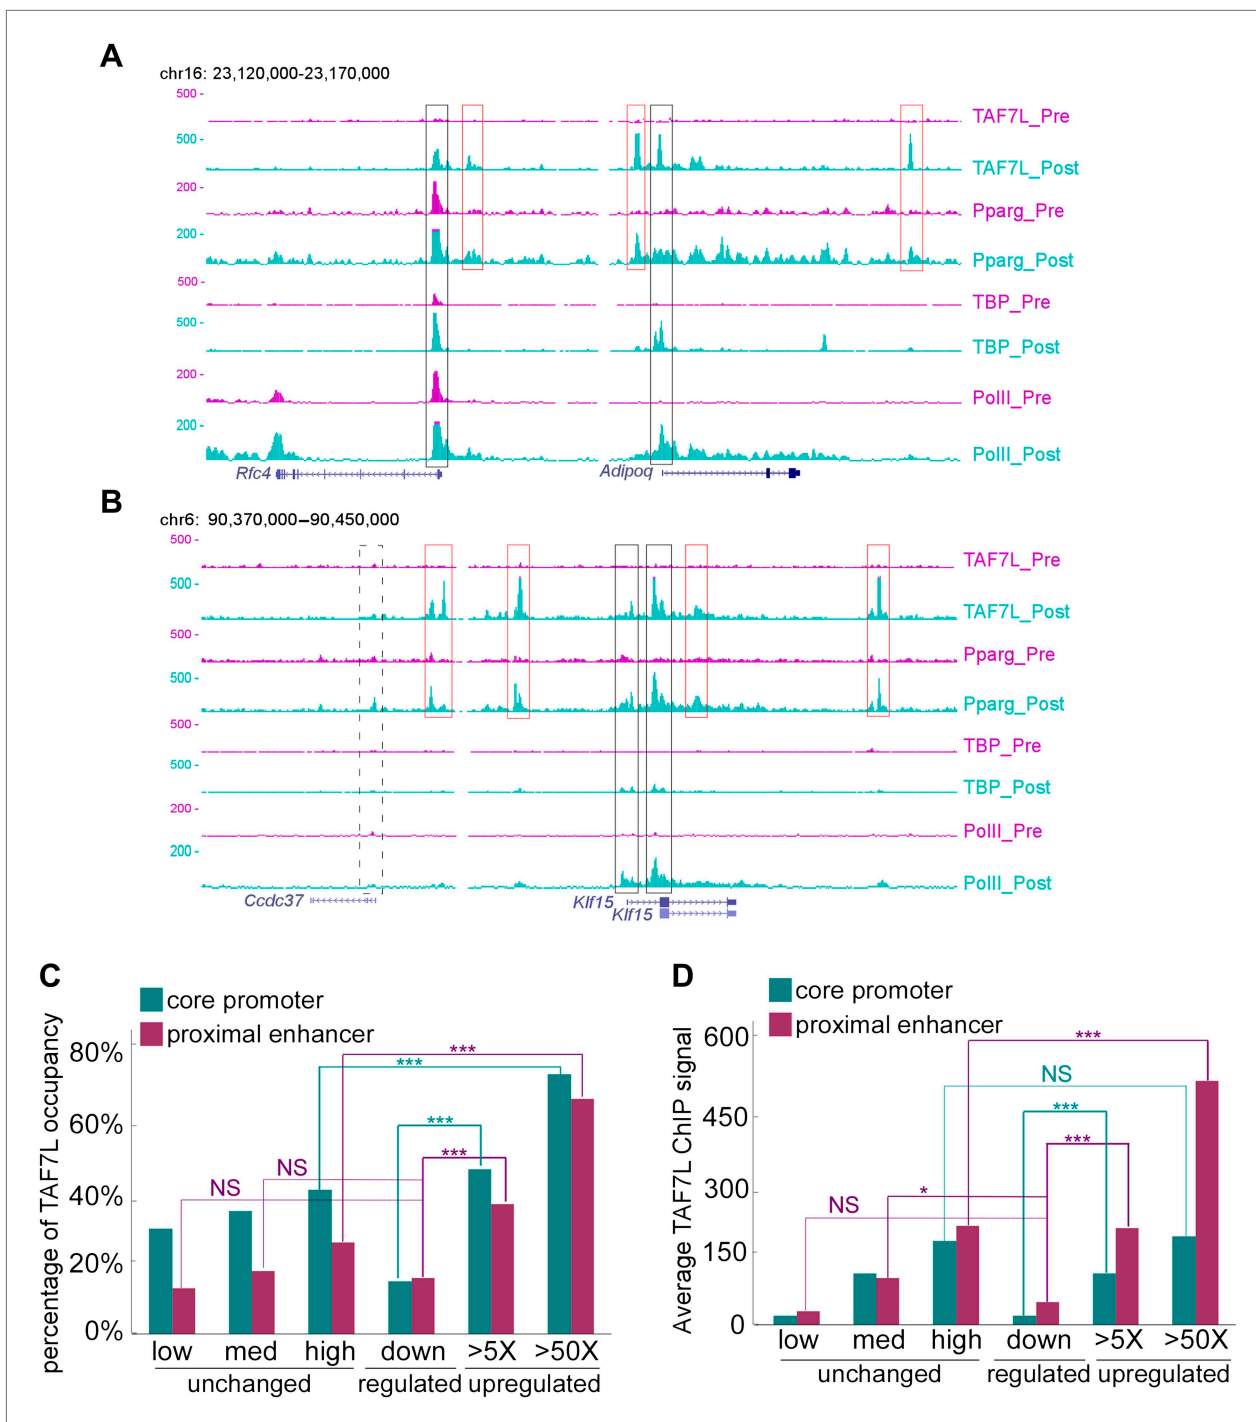 A
chr16: 23,120,000-23,170,000
500 -
TAF7L_Pre
500 -
TAF7L_Post
200 -
Pparg_Pre
200 -
Pparg_Post
500 -
TBP_Pre
500 -
TBP_Post
200 -
PolII_Pre
200 -
PolII_Post
Rfc4
Adipoq
B
chr6: 90,370,000–90,450,000
500 -
TAF7L_Pre
500 -
TAF7L_Post
500 -
Pparg_Pre
500 -
Pparg_Post
500 -
TBP_Pre
500 -
TBP_Post
200 -
PolII_Pre
200 -
PolII_Post
Ccdc37
Klf15
Klf15
C
core promoter
proximal enhancer
percentage of TAF7L occupancy
80%
60%
40%
20%
0%
***
***
***
***
NS
NS
low med high down >5X >50X
unchanged regulated upregulated
D
core promoter
proximal enhancer
Average TAF7L ChIP signal
600
450
300
150
0
***
NS
***
***
*
NS
low med high down >5X >50X
unchanged regulated upregulated